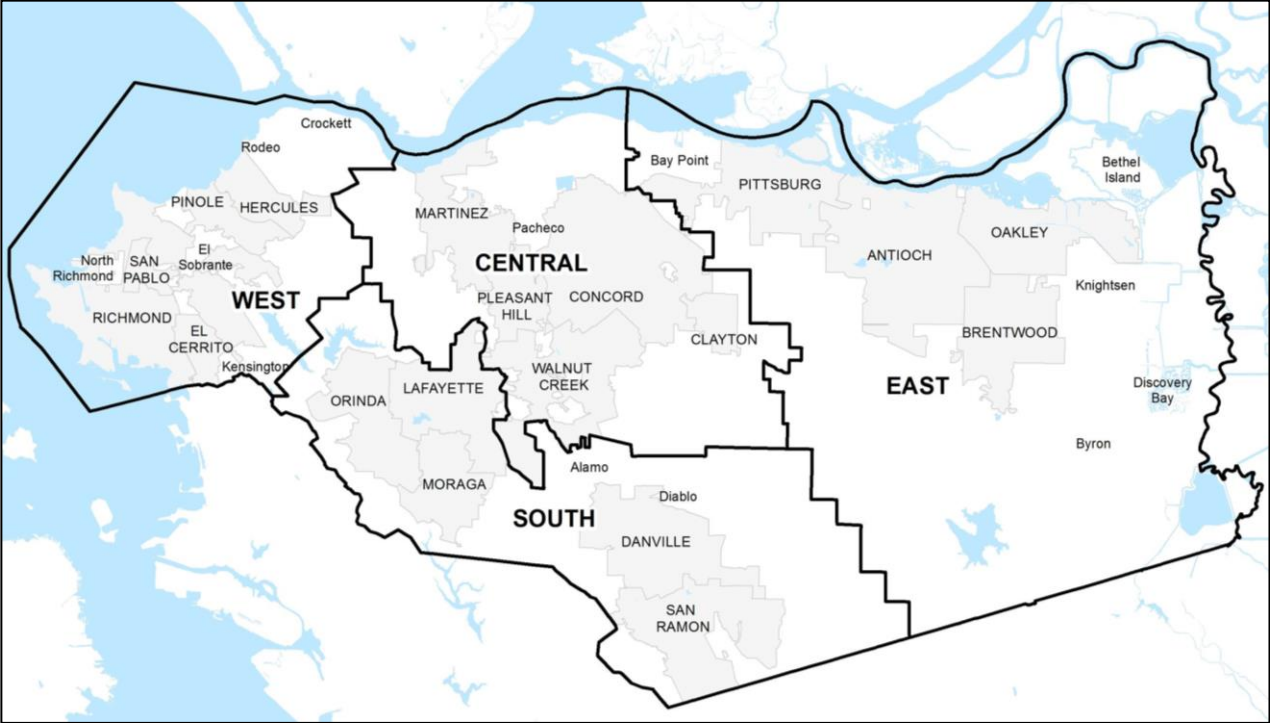 Crockett
Rodeo
PINOLE
HERCULES
North
Richmond
SAN
PABLO
El
Sobrante
WEST
RICHMOND
EL
CERRITO
Kensington
MARTINEZ
Pacheco
CENTRAL
PLEASANT
HILL
CONCORD
CLAYTON
WALNUT
CREEK
Bay Point
PITTSBURG
ANTIOCH
OAKLEY
Bethel
Island
Knightsen
BRENTWOOD
EAST
Discovery
Bay
Byron
ORINDA
LAFAYETTE
MORAGA
Alamo
Diablo
SOUTH
DANVILLE
SAN
RAMON